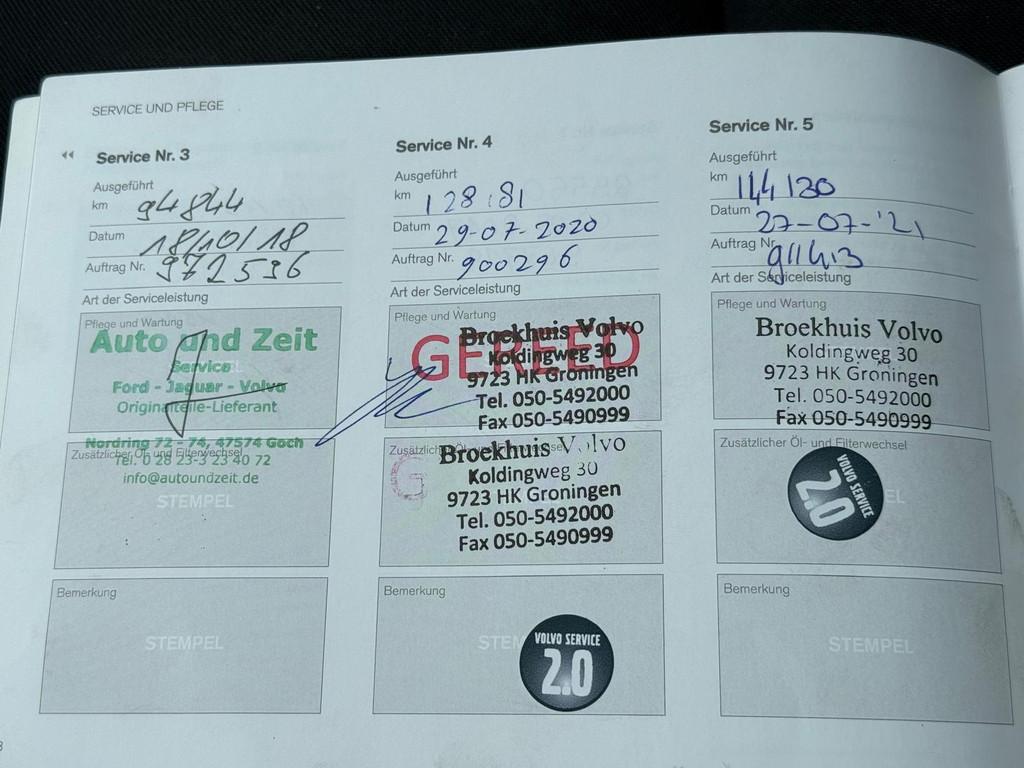 SERVICE UND PFLEGE
Service Nr. 3
Ausgeführt
km 94844
Datum 18/10/18
Auftrag Nr. 972596
Art der Serviceleistung
Pflege und Wartung
Auto und Zeit
Service
Ford - Jaguar - Volvo
Originalteile-Lieferant
Nordring 72 - 74, 47574 Goch
Zusätzlicher Öl- und Filterwechsel
Tel. 0 28 23-3 23 40 72
info@autoundzeit.de
STEMPEL
Bemerkung
STEMPEL
Service Nr. 4
Ausgeführt
km 128181
Datum 29-07-2020
Auftrag Nr. 900296
Art der Serviceleistung
Pflege und Wartung
GEREED
Broekhuis Volvo
Koldingweg 30
9723 HK Groningen
Tel. 050-5492000
Fax 050-5490999
Broekhuis Volvo
Koldingweg 30
9723 HK Groningen
Tel. 050-5492000
Fax 050-5490999
Bemerkung
VOLVO SERVICE
2.0
Service Nr. 5
Ausgeführt
km 144130
Datum 27-07-'21
Auftrag Nr. 911413
Art der Serviceleistung
Pflege und Wartung
Broekhuis Volvo
Koldingweg 30
9723 HK Groningen
Tel. 050-5492000
Fax 050-5490999
Zusätzlicher Öl- und Filterwechsel
VOLVO SERVICE
2.0
Bemerkung
STEMPEL